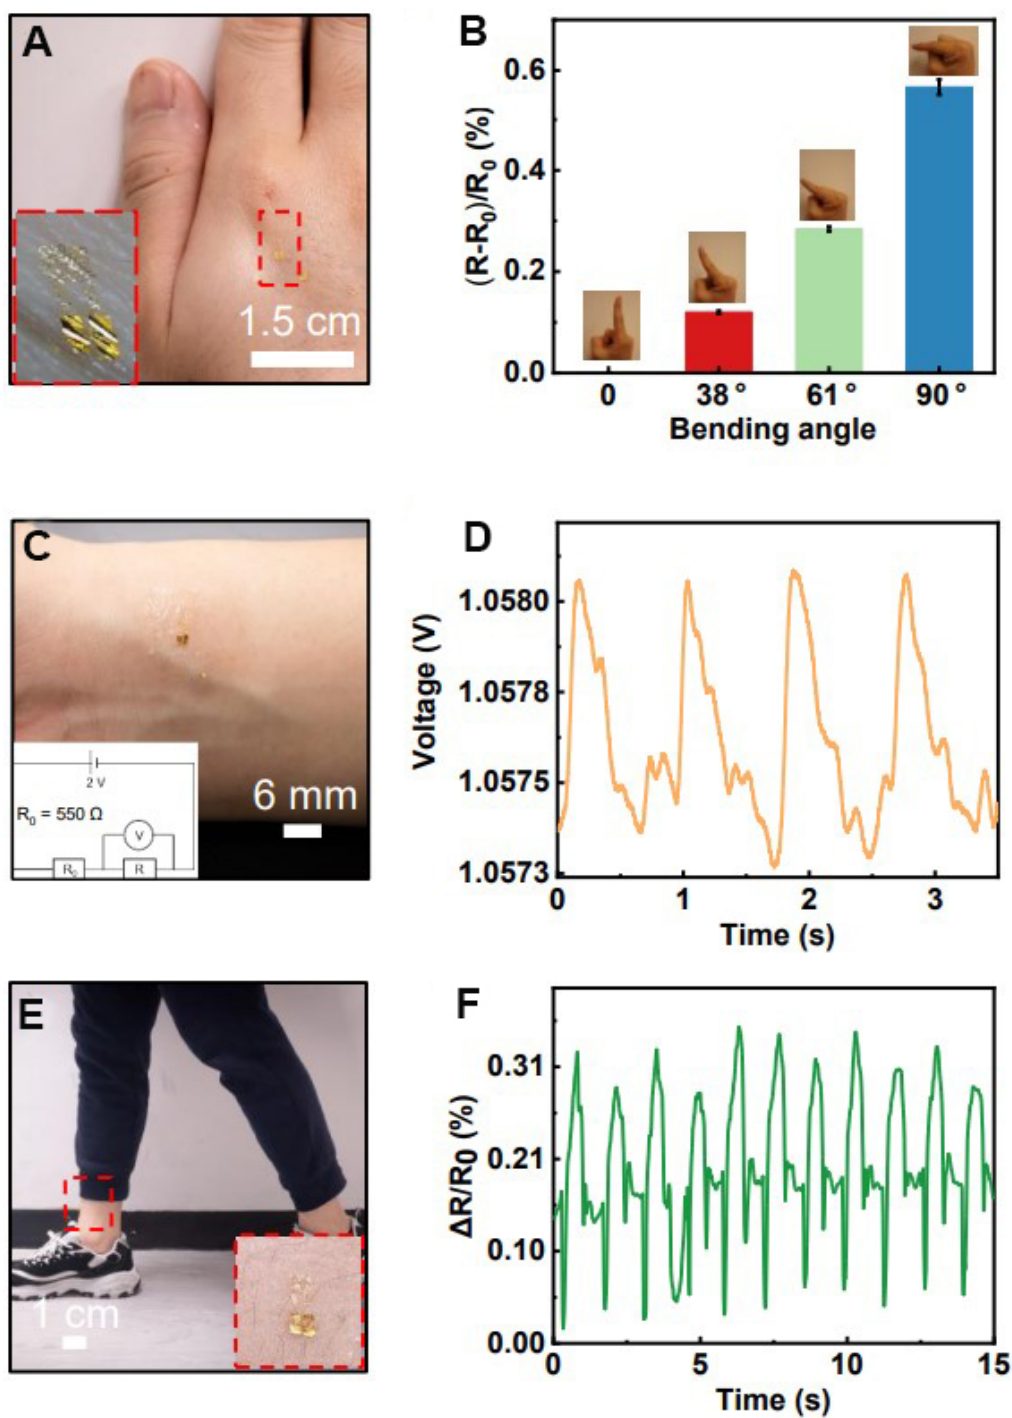 A
1.5 cm
B
(R-R₀)/R₀ (%)
0.6
0.4
0.2
0.0
0
38 °
61 °
90 °
Bending angle
C
6 mm
2 V
R₀ = 550 Ω
V
R₀
R
D
Voltage (V)
1.0580
1.0578
1.0575
1.0573
0
1
2
3
Time (s)
E
1 cm
F
ΔR/R₀ (%)
0.31
0.21
0.10
0.00
0
5
10
15
Time (s)